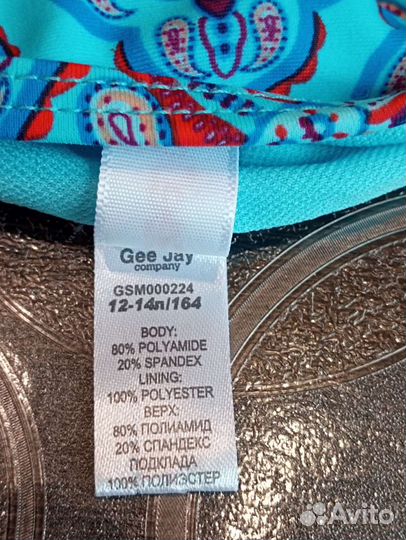 Gee Jay
company
GSM000224
12-14л/164
BODY:
80% POLYAMIDE
20% SPANDEX
LINING:
100% POLYESTER
ВЕРХ:
80% ПОЛИАМИД
20% СПАНДЕКС
ПОДКЛАДА
100% ПОЛИЭСТЕР
Avito